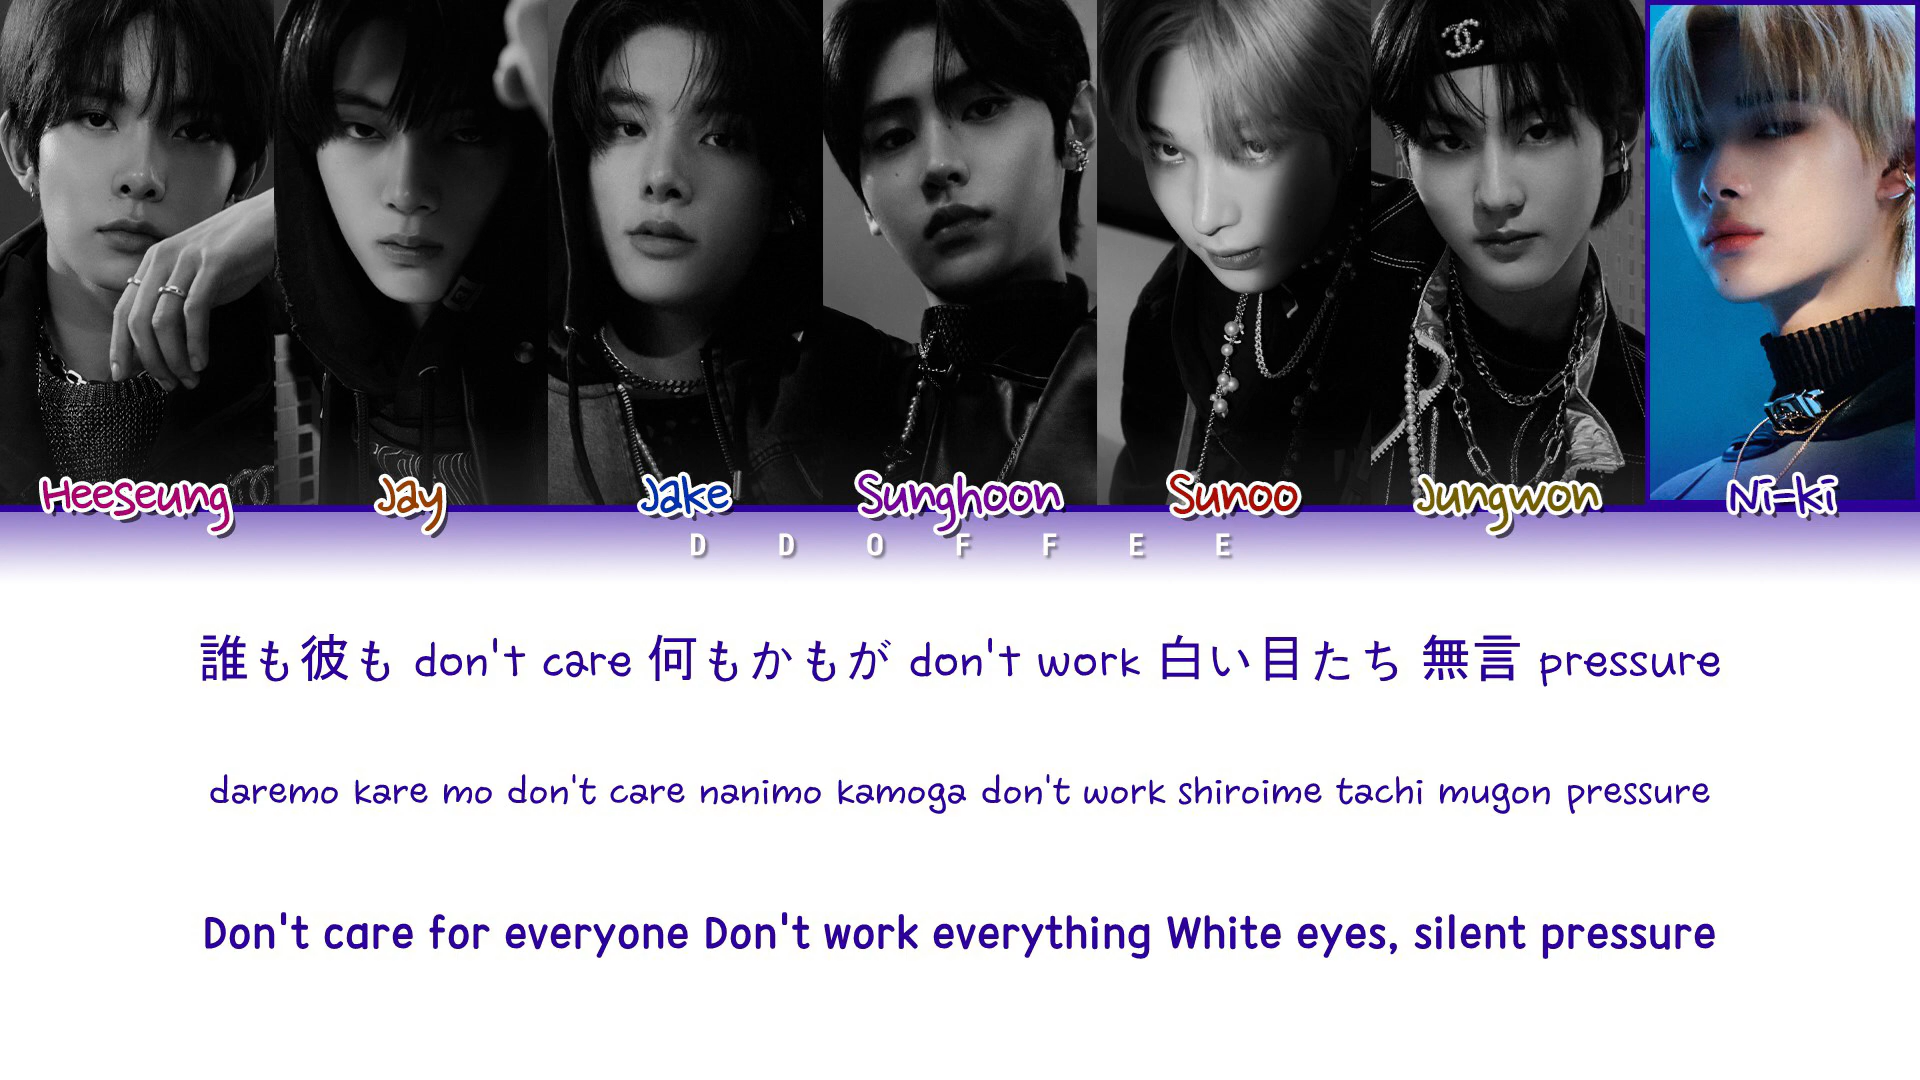 Heeseung Jay Jake Sunghoon Sunoo Jungwon Ni-ki
D D O F F E E
誰も彼も don't care 何もかもが don't work 白い目たち 無言 pressure
daremo kare mo don't care nanimo kamoga don't work shiroime tachi mugon pressure
Don't care for everyone Don't work everything White eyes, silent pressure